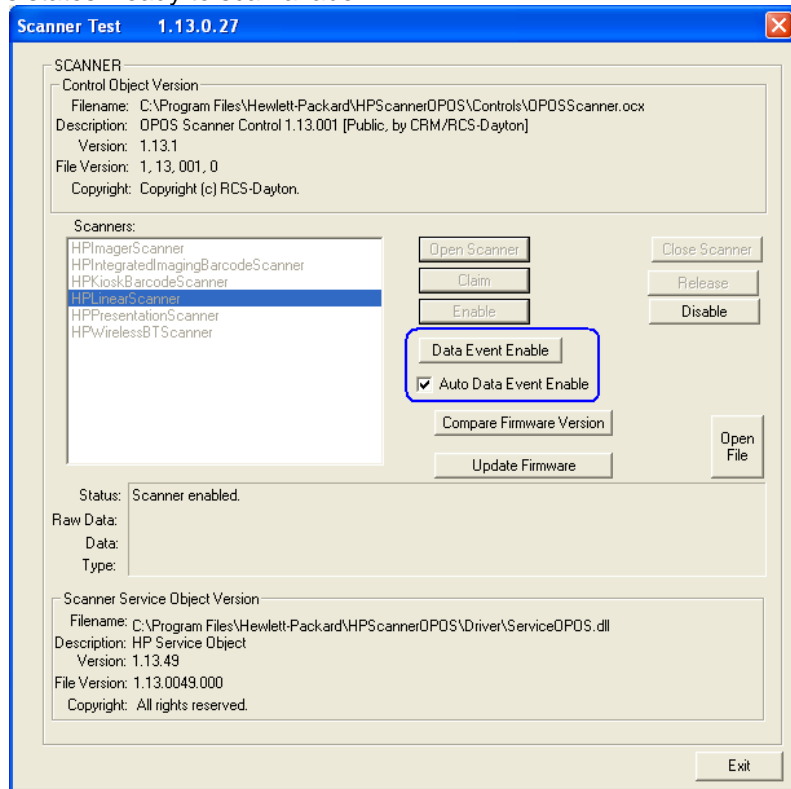 Scanner Test 1.13.0.27
SCANNER
Control Object Version
Filename: C:\Program Files\Hewlett-Packard\HPScannerOPOS\Controls\OPOSScanner.ocx
Description: OPOS Scanner Control 1.13.001 [Public, by CRM/RCS-Dayton]
Version: 1.13.1
File Version: 1, 13, 001, 0
Copyright: Copyright (c) RCS-Dayton.
Scanners:
HPImagerScanner
HPIntegratedImagingBarcodeScanner
HPKioskBarcodeScanner
HPLinearScanner
HPPresentationScanner
HPWirelessBTScanner
Open Scanner
Close Scanner
Claim
Release
Enable
Disable
Data Event Enable
Auto Data Event Enable
Compare Firmware Version
Update Firmware
Open
File
Status: Scanner enabled.
Raw Data:
Data:
Type:
Scanner Service Object Version
Filename: C:\Program Files\Hewlett-Packard\HPScannerOPOS\Driver\ServiceOPOS.dll
Description: HP Service Object
Version: 1.13.49
File Version: 1.13.0049.000
Copyright: All rights reserved.
Exit